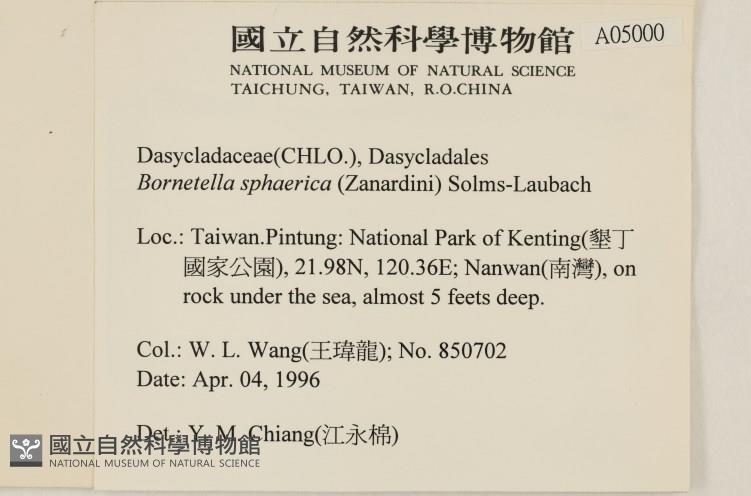 國立自然科學博物館
A05000
NATIONAL MUSEUM OF NATURAL SCIENCE
TAICHUNG, TAIWAN, R.O.CHINA
Dasycladaceae(CHLO.), Dasycladales
Bornetella sphaerica (Zanardini) Solms-Laubach
Loc.: Taiwan.Pintung: National Park of Kenting(墾丁
國家公園), 21.98N, 120.36E; Nanwan(南灣), on
rock under the sea, almost 5 feets deep.
Col.: W. L. Wang(王瑋龍); No. 850702
Date: Apr. 04, 1996
Det.: Y. M. Chiang(江永棉)
國立自然科學博物館
NATIONAL MUSEUM OF NATURAL SCIENCE